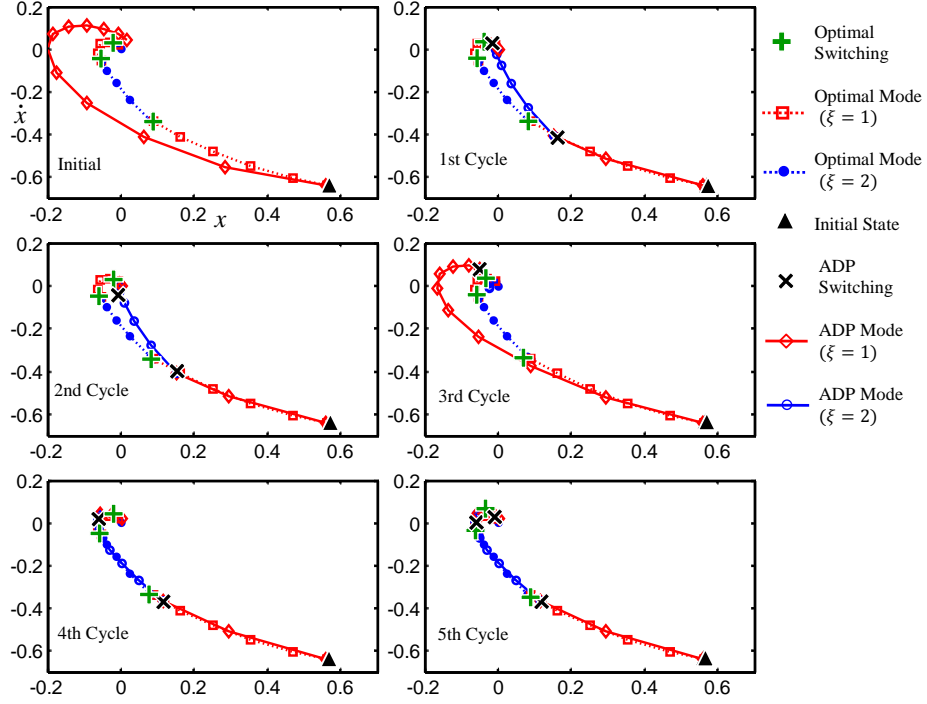 0.2
0
-0.2
-0.4
-0.6
ẋ
Initial
-0.2 0 0.2 0.4 0.6
x
0.2
0
-0.2
-0.4
-0.6
1st Cycle
-0.2 0 0.2 0.4 0.6
0.2
0
-0.2
-0.4
-0.6
2nd Cycle
-0.2 0 0.2 0.4 0.6
0.2
0
-0.2
-0.4
-0.6
3rd Cycle
-0.2 0 0.2 0.4 0.6
0.2
0
-0.2
-0.4
-0.6
4th Cycle
-0.2 0 0.2 0.4 0.6
0.2
0
-0.2
-0.4
-0.6
5th Cycle
-0.2 0 0.2 0.4 0.6
Optimal
Switching
Optimal Mode
(ξ = 1)
Optimal Mode
(ξ = 2)
Initial State
ADP
Switching
ADP Mode
(ξ = 1)
ADP Mode
(ξ = 2)